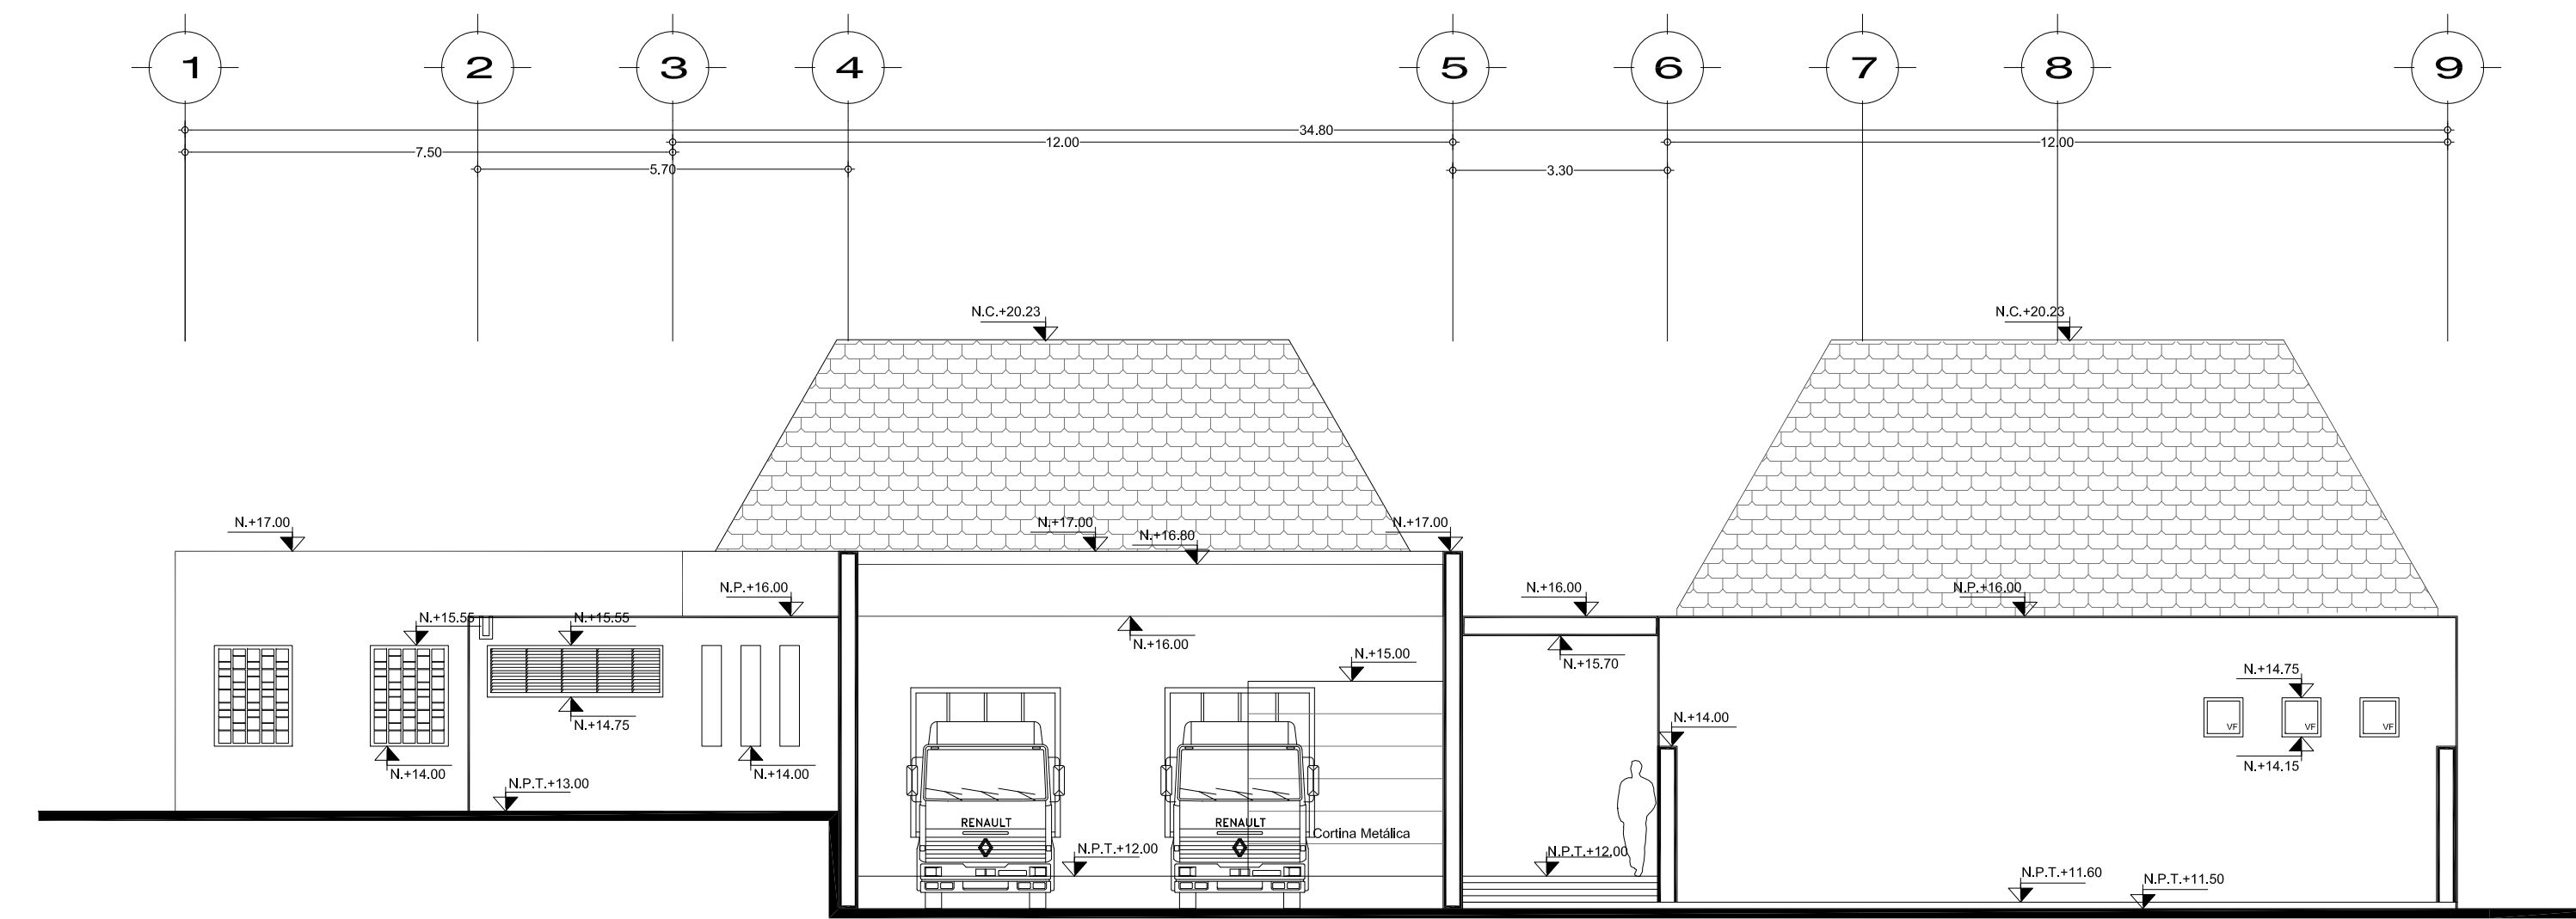 1 2 3 4 5 6 7 8 9
34.80
12.00 12.00
7.50
5.70 3.30
N.C.+20.23 N.C.+20.23
N.+17.00 N.+17.00 N.+17.00
N.+16.80
N.P.+16.00 N.+16.00 N.P.+16.00
N.+15.55 N.+15.55
N.+16.00
N.+15.00 N.+15.70
N.+14.75
N.+14.75
N.+14.00
VF VF VF
N.+14.00 N.+14.00 N.+14.15
N.P.T.+13.00
RENAULT RENAULT
Cortina Metálica
N.P.T.+12.00 N.P.T.+12.00
N.P.T.+11.60 N.P.T.+11.50